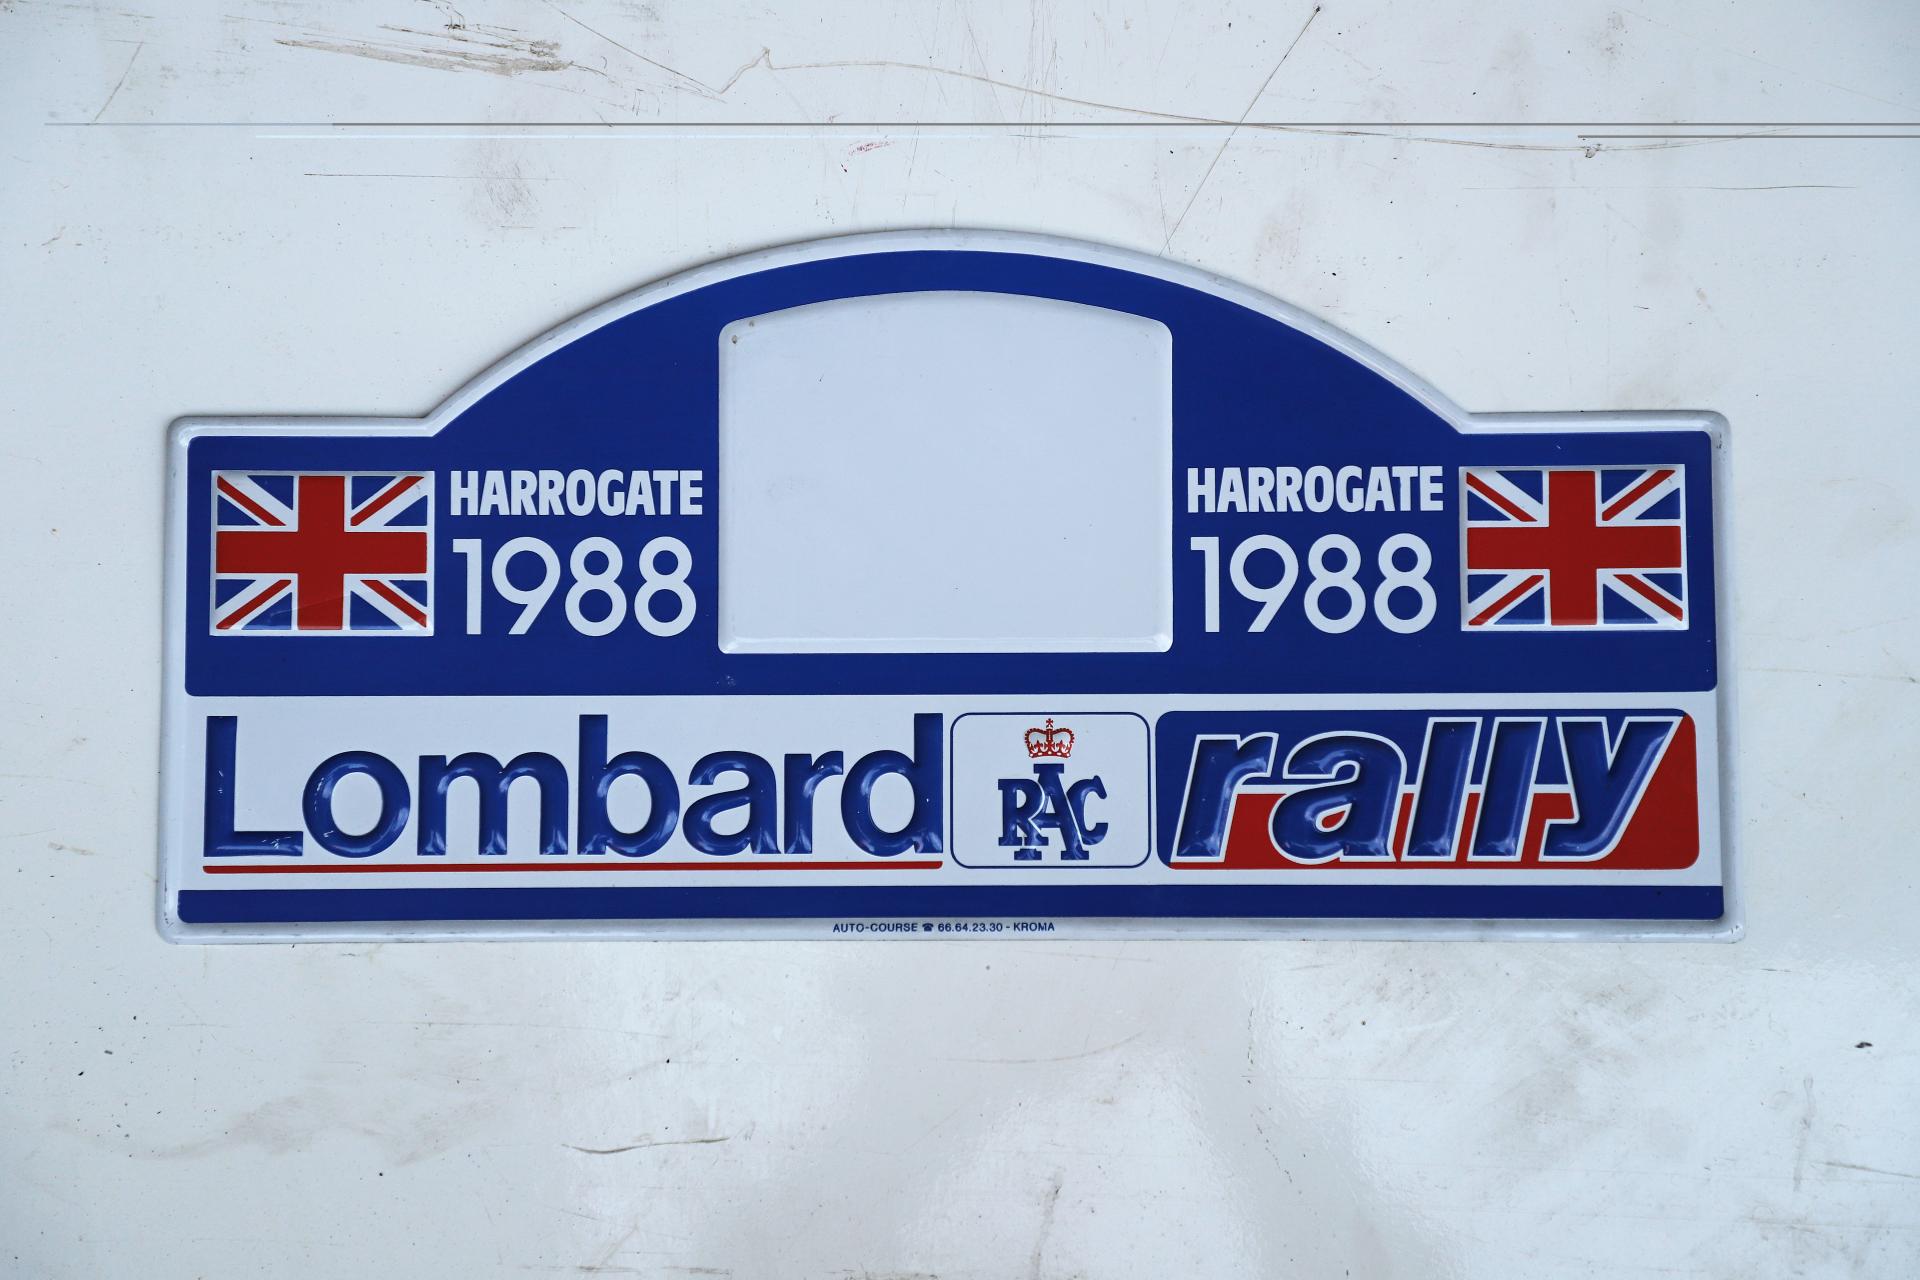 HARROGATE HARROGATE
1988 1988
Lombard RAC rally
AUTO-COURSE ☎ 66.64.23.30 - KROMA